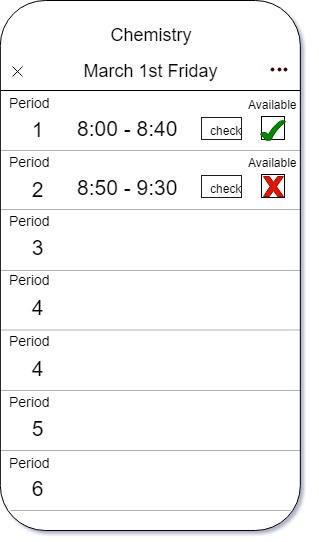 Chemistry
March 1st Friday
Period Available
1 8:00 - 8:40 check
Period Available
2 8:50 - 9:30 check
Period
3
Period
4
Period
4
Period
5
Period
6